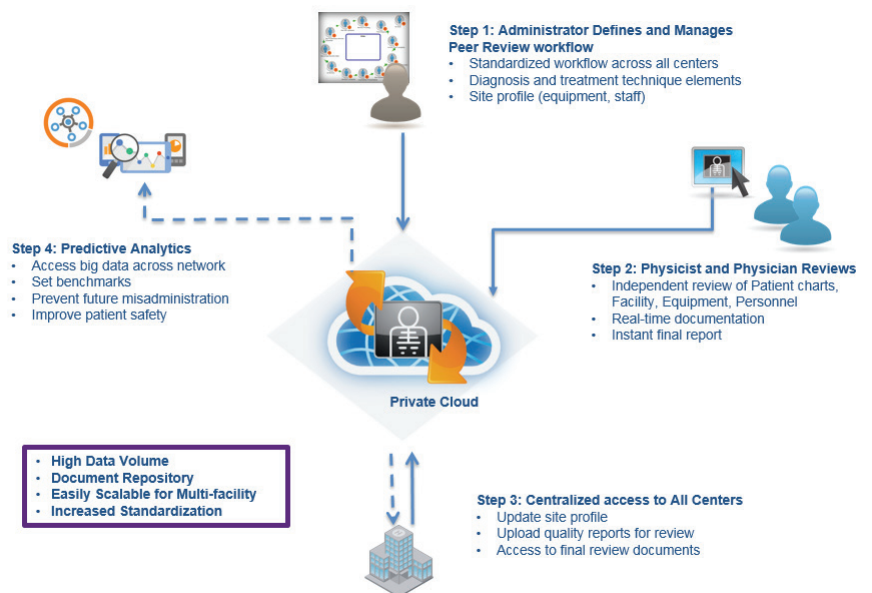 Step 1: Administrator Defines and Manages
Peer Review workflow
• Standardized workflow across all centers
• Diagnosis and treatment technique elements
• Site profile (equipment, staff)
Step 4: Predictive Analytics
• Access big data across network
• Set benchmarks
• Prevent future misadministration
• Improve patient safety
Step 2: Physicist and Physician Reviews
• Independent review of Patient charts,
Facility, Equipment, Personnel
• Real-time documentation
• Instant final report
Private Cloud
• High Data Volume
• Document Repository
• Easily Scalable for Multi-facility
• Increased Standardization
Step 3: Centralized access to All Centers
• Update site profile
• Upload quality reports for review
• Access to final review documents